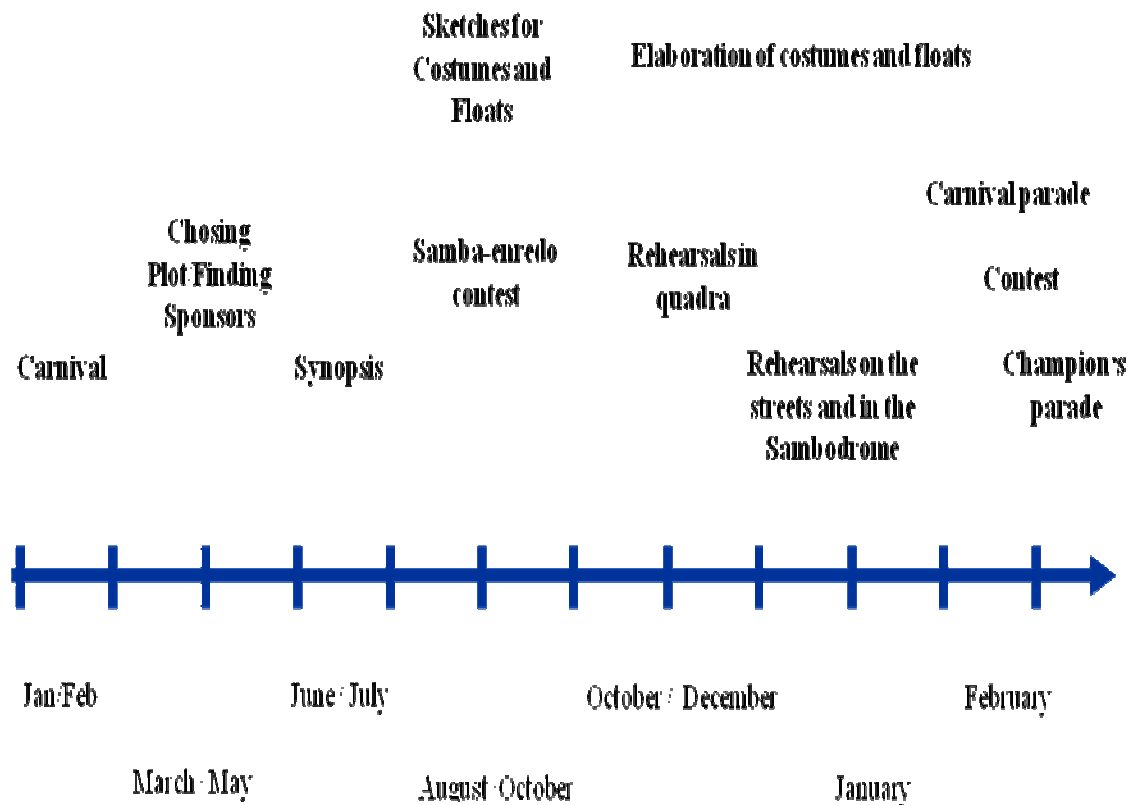 Sketches for
Costumes and
Floats
Elaboration of costumes and floats
Carnival parade
Chosing
Plot/Finding
Sponsors
Samba-enredo
contest
Rehearsals in
quadra
Contest
Carnival
Synopsis
Rehearsals on the
streets and in the
Sambodrome
Champion's
parade
Jan/Feb
June / July
October / December
February
March - May
August-October
January